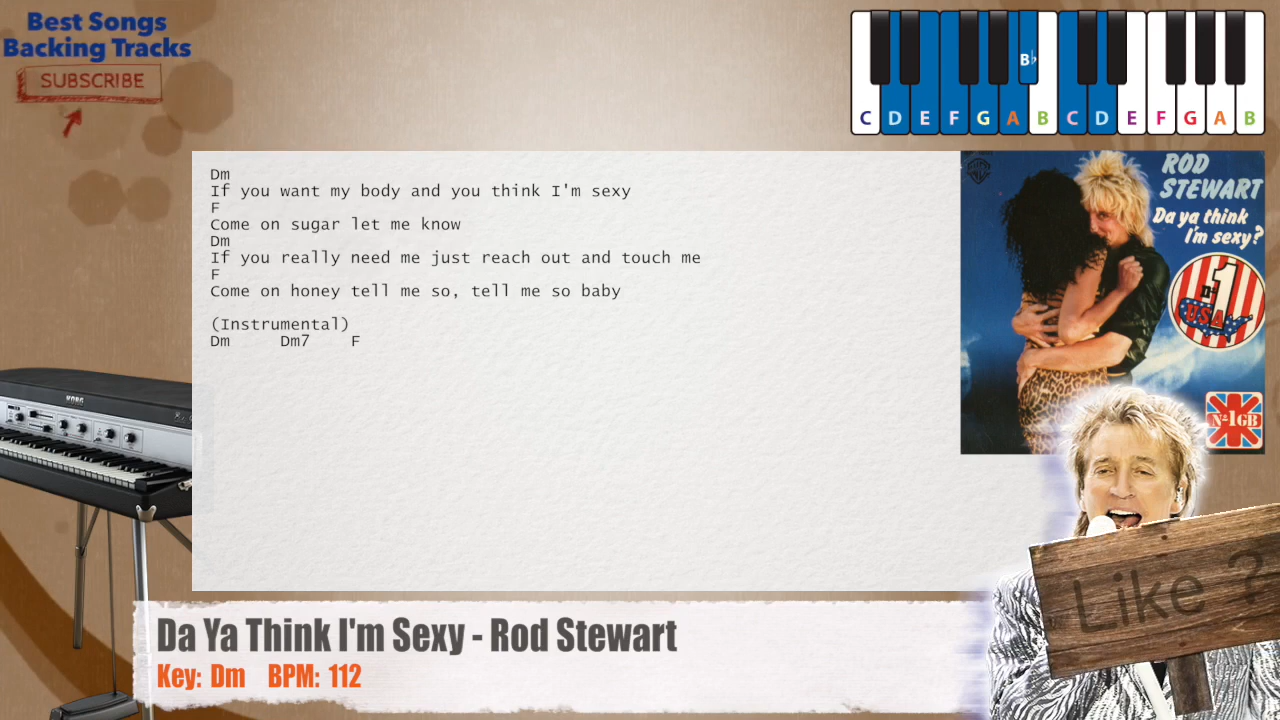 Best Songs
Backing Tracks
SUBSCRIBE
B♭
C D E F G A B C D E F G A B
Dm
If you want my body and you think I'm sexy
F
Come on sugar let me know
Dm
If you really need me just reach out and touch me
F
Come on honey tell me so, tell me so baby
(Instrumental)
Dm Dm7 F
ROD
STEWART
Da ya think
I'm sexy?
1
USA
Nº1GB
KORG
Like ?
Da Ya Think I'm Sexy - Rod Stewart
Key: Dm BPM: 112